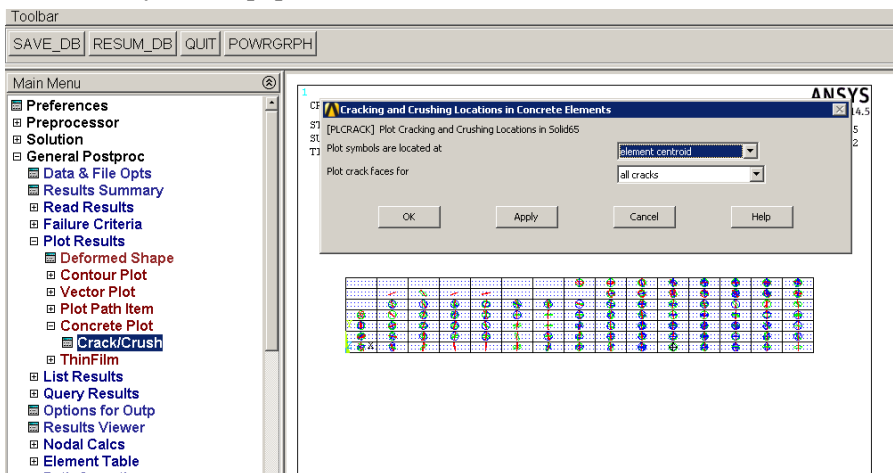 Toolbar
SAVE_DB RESUM_DB QUIT POWRGRPH
Main Menu
Preferences
Preprocessor
Solution
General Postproc
Data & File Opts
Results Summary
Read Results
Failure Criteria
Plot Results
Deformed Shape
Contour Plot
Vector Plot
Plot Path Item
Concrete Plot
Crack/Crush
ThinFilm
List Results
Query Results
Options for Outp
Results Viewer
Nodal Calcs
Element Table
1
ANSYS
14.5
Cracking and Crushing Locations in Concrete Elements
[PLCRACK] Plot Cracking and Crushing Locations in Solid65
Plot symbols are located at
element centroid
Plot crack faces for
all cracks
OK Apply Cancel Help
5
2
X